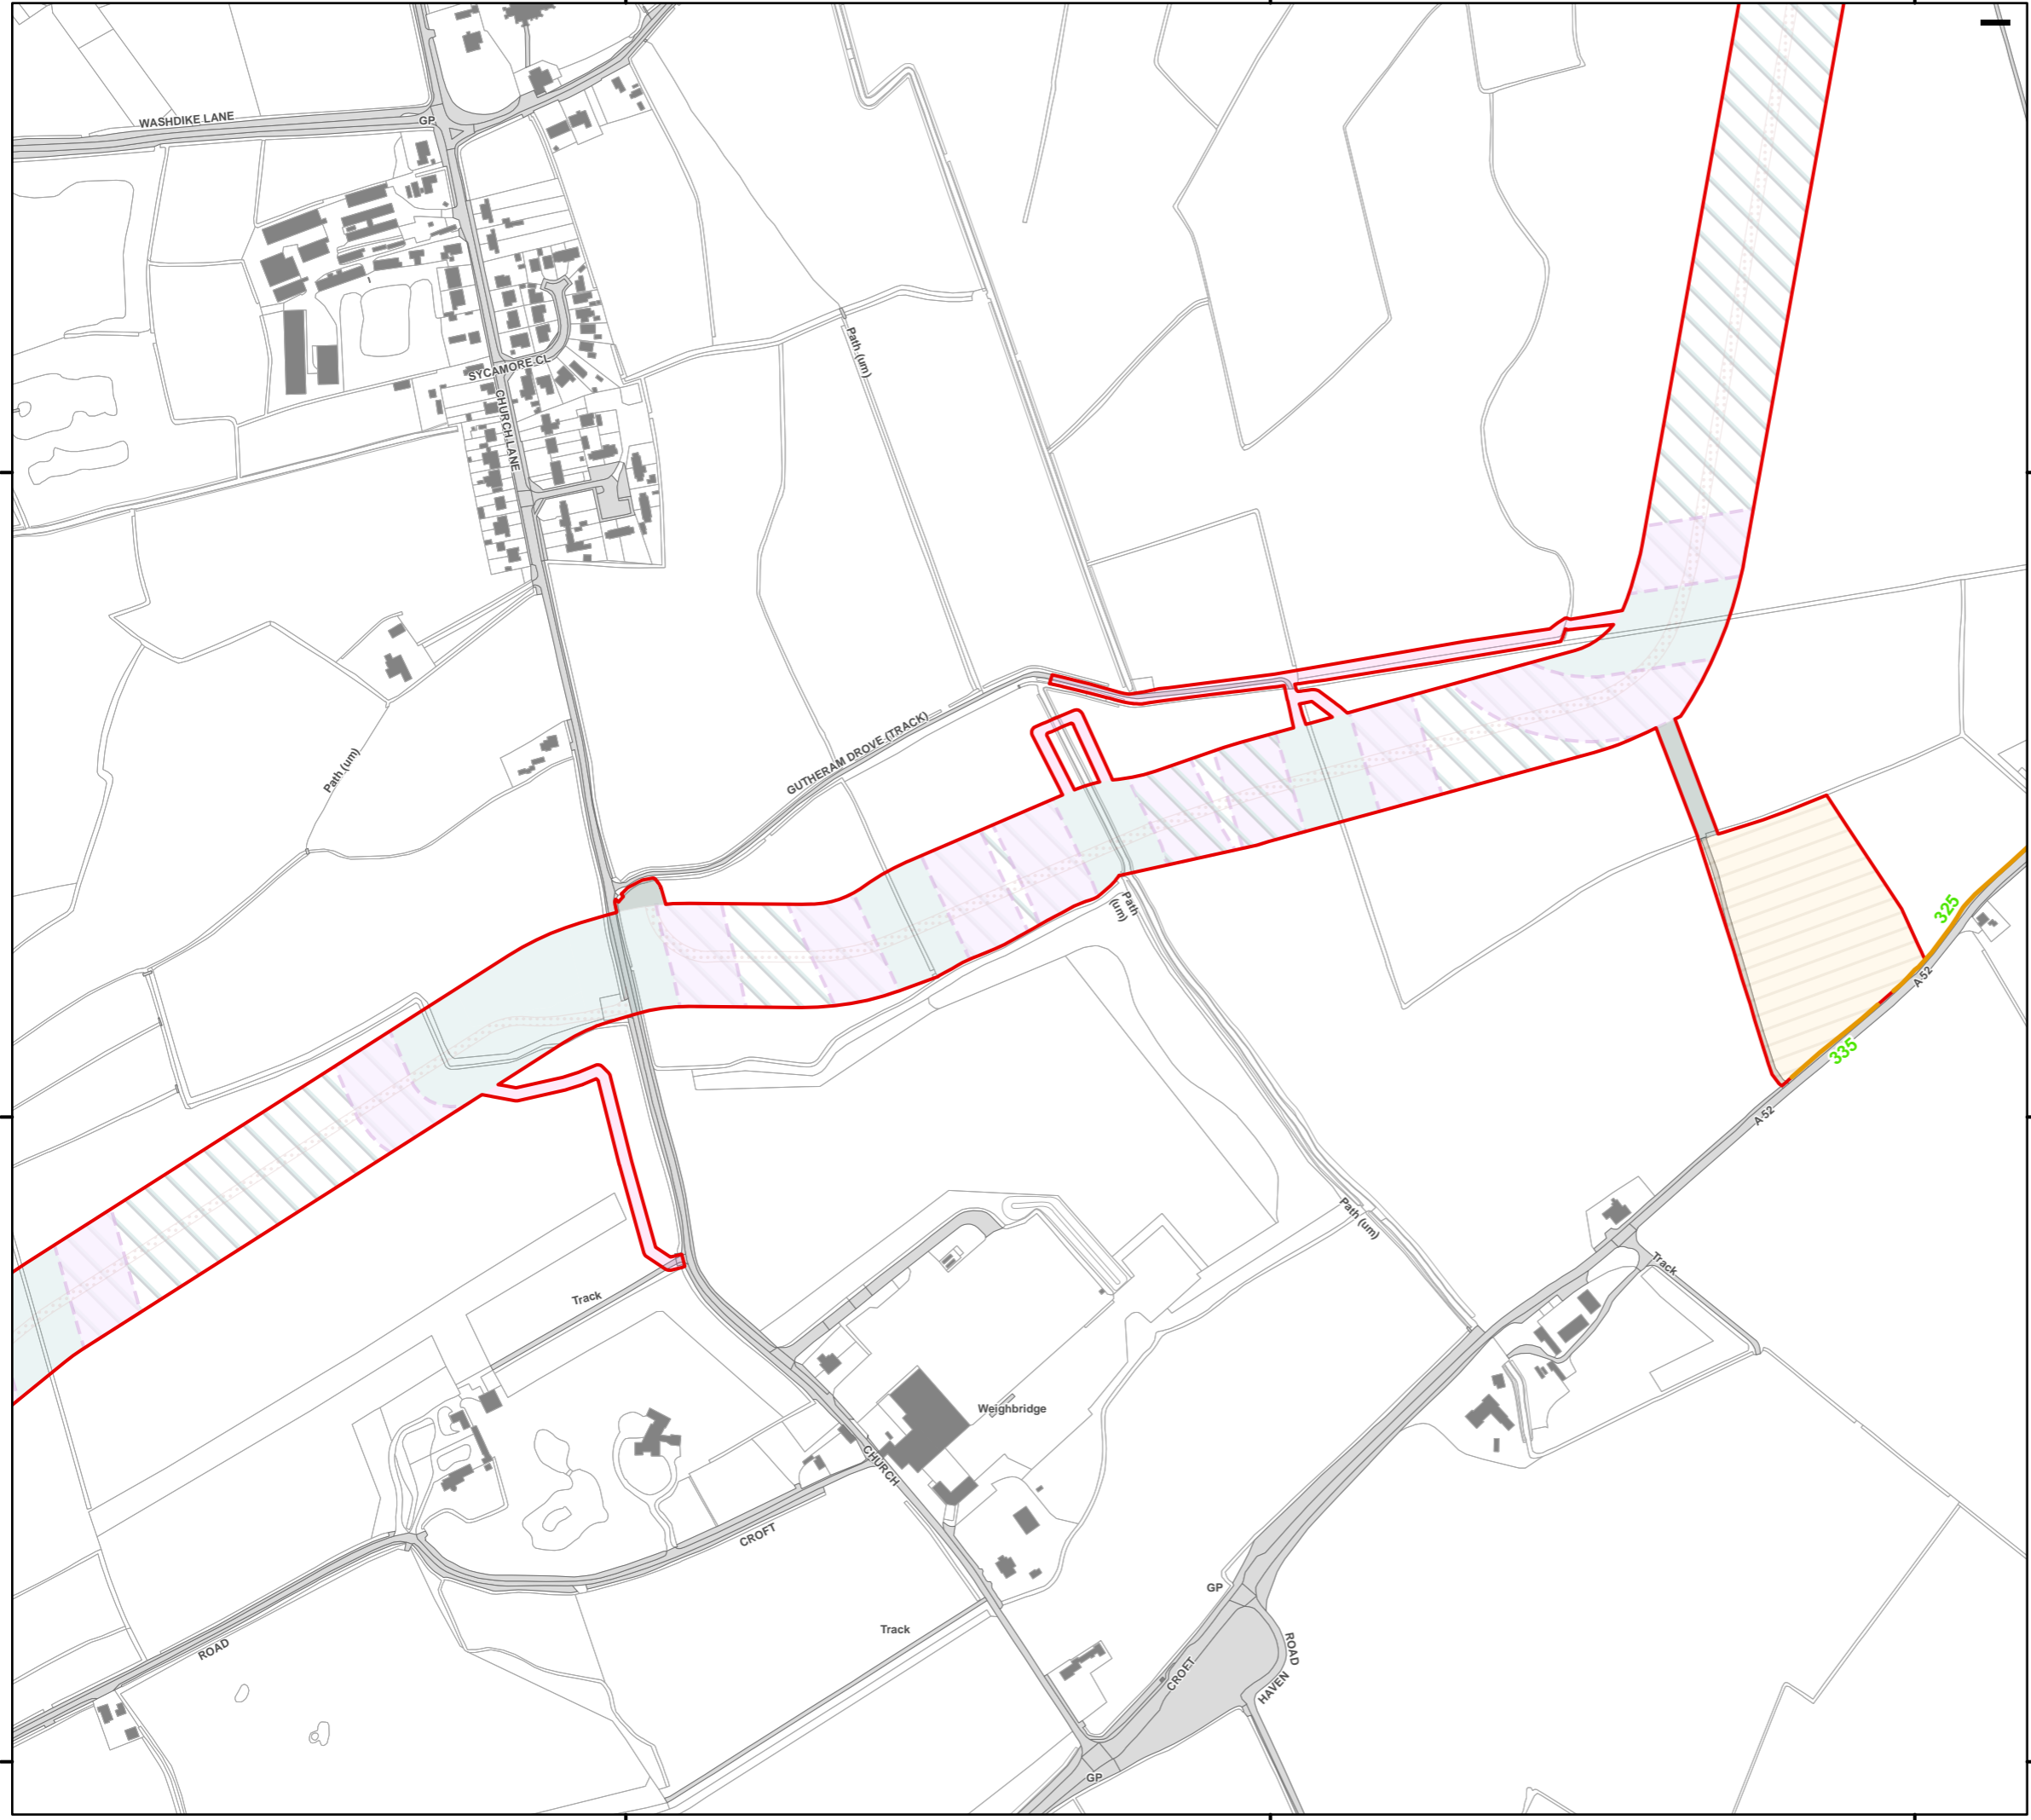 WASHDIKE LANE
GP
Path (um)
SYCAMORE CL
CHURCH LANE
GUTHERAM DROVE (TRACK)
Path (um)
Path
(um)
325
A 52
335
A 52
Path (um)
Track
Track
Weighbridge
CHURCH
CROFT
GP
Track
ROAD
ROAD
CROFT
HAVEN
GP